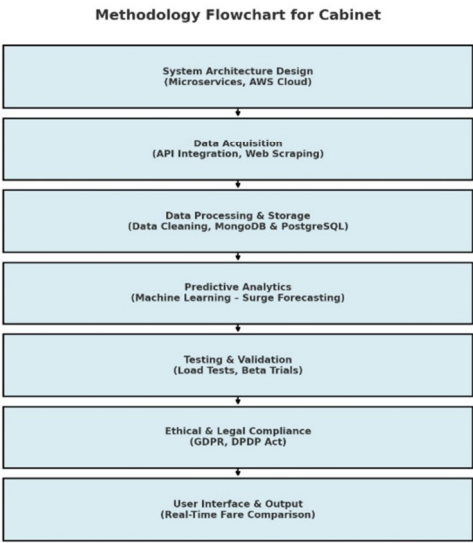 Methodology Flowchart for Cabinet
System Architecture Design
(Microservices, AWS Cloud)
Data Acquisition
(API Integration, Web Scraping)
Data Processing & Storage
(Data Cleaning, MongoDB & PostgreSQL)
Predictive Analytics
(Machine Learning – Surge Forecasting)
Testing & Validation
(Load Tests, Beta Trials)
Ethical & Legal Compliance
(GDPR, DPDP Act)
User Interface & Output
(Real-Time Fare Comparison)